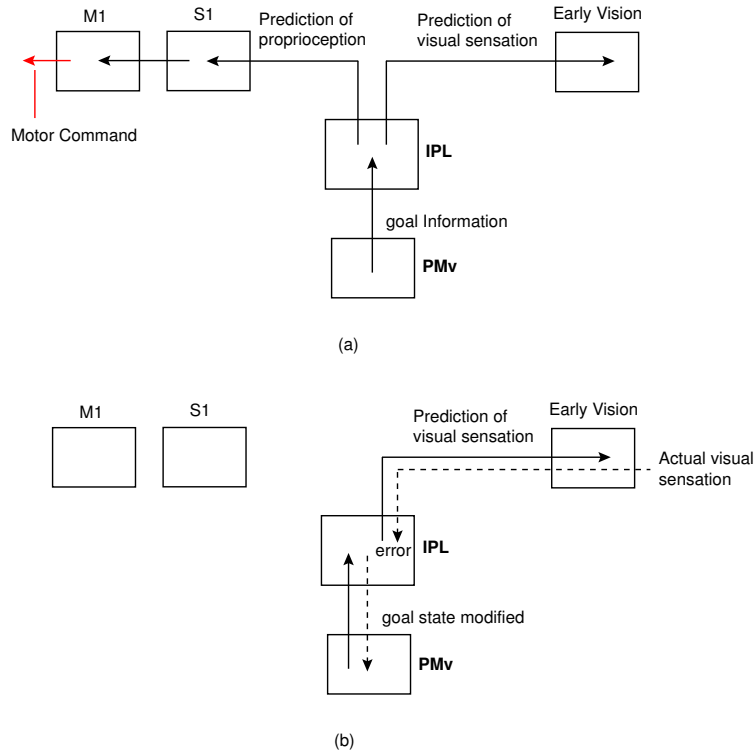 M1
S1
Prediction of
proprioception
Prediction of
visual sensation
Early Vision
Motor Command
IPL
goal Information
PMv
(a)
M1
S1
Prediction of
visual sensation
Early Vision
Actual visual
sensation
error
IPL
goal state modified
PMv
(b)